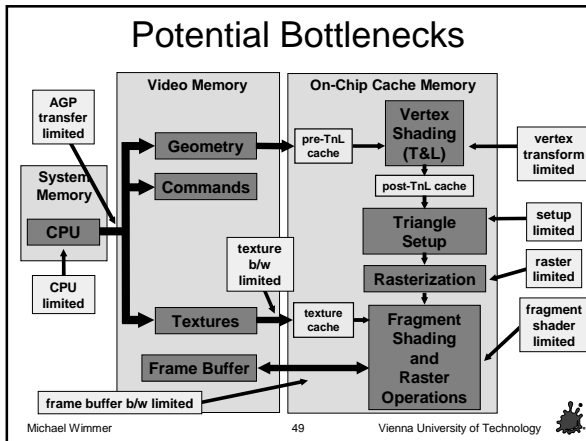 Potential Bottlenecks
Video Memory
On-Chip Cache Memory
AGP
transfer
limited
Geometry
pre-TnL
cache
Vertex
Shading
(T&L)
vertex
transform
limited
System
Memory
Commands
post-TnL cache
CPU
Triangle
Setup
setup
limited
CPU
limited
texture
b/w
limited
Rasterization
raster
limited
Textures
texture
cache
Fragment
Shading
and
Raster
Operations
fragment
shader
limited
Frame Buffer
frame buffer b/w limited
Michael Wimmer
49
Vienna University of Technology